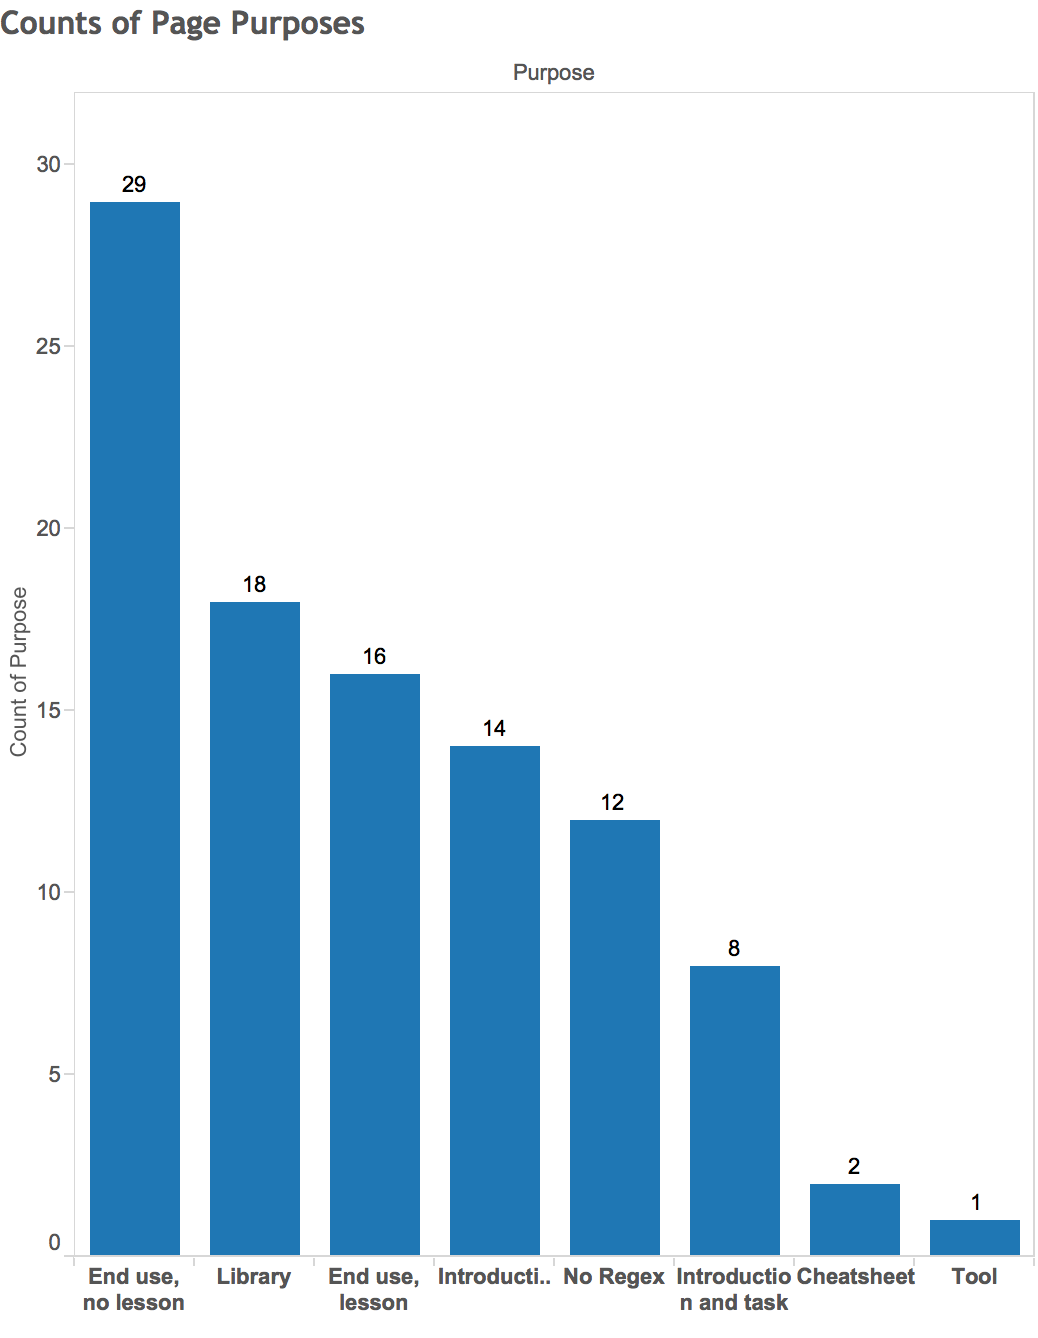 Counts of Page Purposes
Purpose
Count of Purpose
30
25
20
15
10
5
0
29
18
16
14
12
8
2
1
End use,
no lesson
Library
End use,
lesson
Introducti..
No Regex
Introductio
n and task
Cheatsheet
Tool